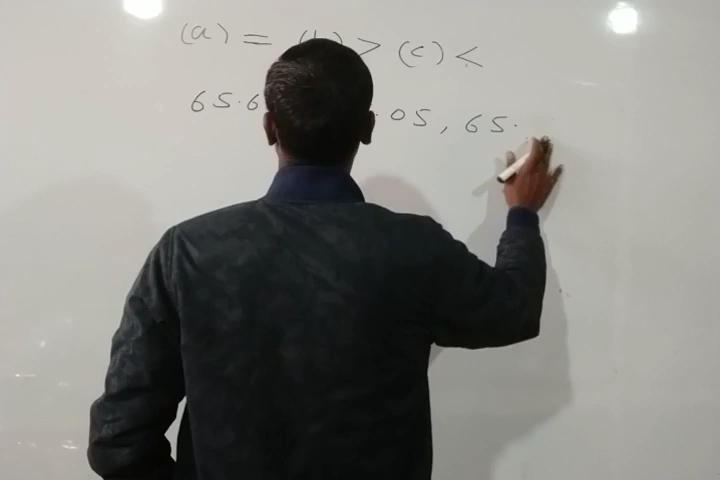 (a) = > (c) <
65.6 .05, 65.